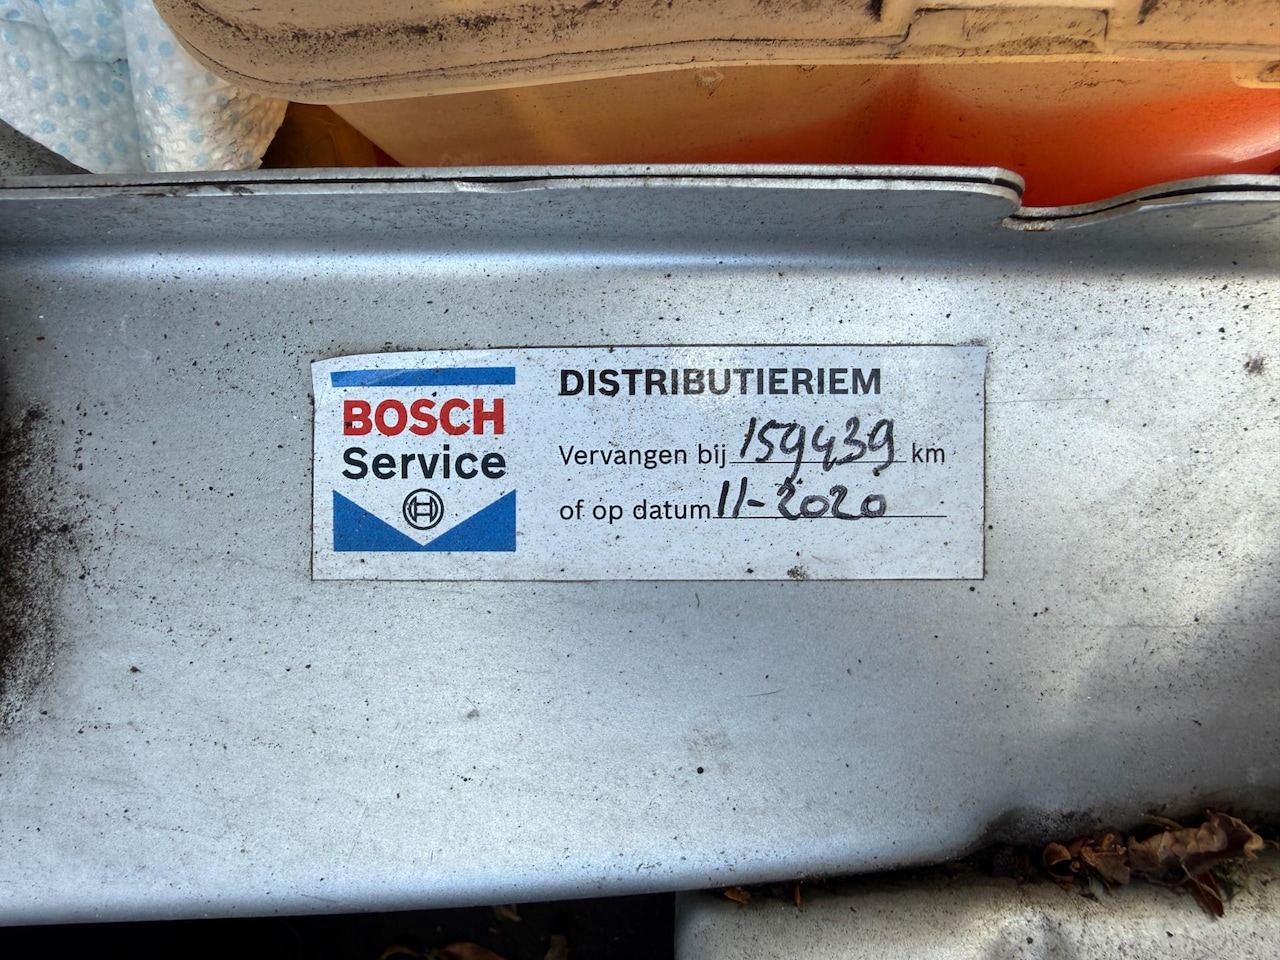 BOSCH
Service
DISTRIBUTIERIEM
Vervangen bij 159439 km
of op datum 11-2020